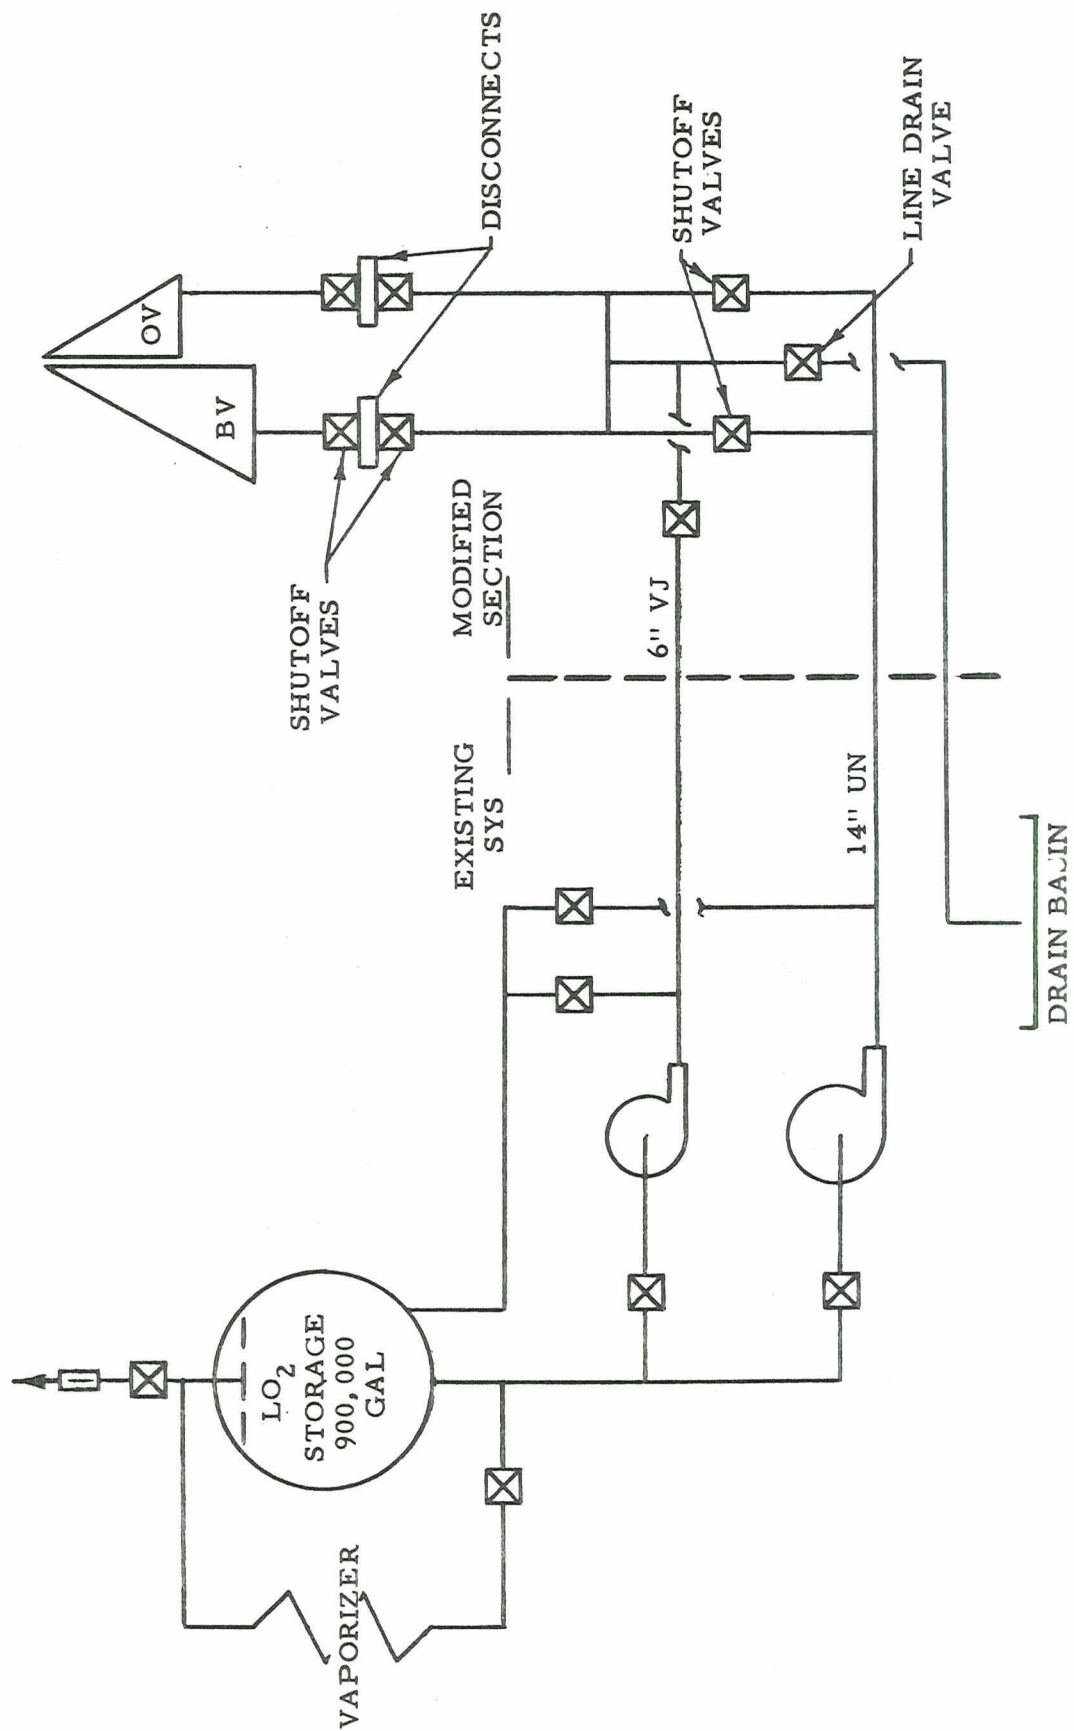 OV
BV
DISCONNECTS
SHUTOFF
VALVES
MODIFIED
SECTION
EXISTING
SYS
SHUTOFF
VALVES
LINE DRAIN
VALVE
6" VJ
14" UN
LO₂
STORAGE
900,000
GAL
VAPORIZER
DRAIN BASIN